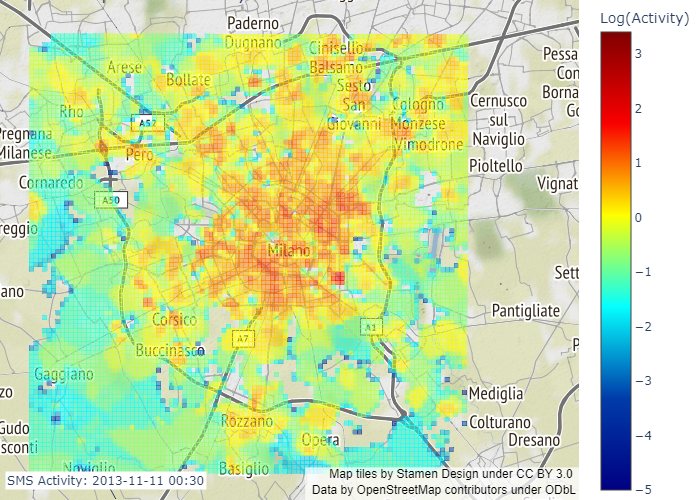 Paderno
Dugnano
Cinisello
Balsamo
Arese
Bollate
Sesto
San
Giovanni
Rho
Cologno
Monzese
Cernusco
sul
Naviglio
Pessa
Con
Borna
Go
A52
Pregnana
Milanese
Pero
Vimodrone
Pioltello
Cornaredo
Vignat
A50
reggio
Milano
Sett
ano
Pantigliate
Corsico
A7
A1
Buccinasco
P
Gaggiano
zo
Mediglia
Rozzano
Colturano
Gudo
sconti
Opera
Dresano
Noviglio
Basiglio
SMS Activity: 2013-11-11 00:30
Map tiles by Stamen Design under CC BY 3.0
Data by OpenStreetMap contributors under ODbL
Log(Activity)
3
2
1
0
−1
−2
−3
−4
−5